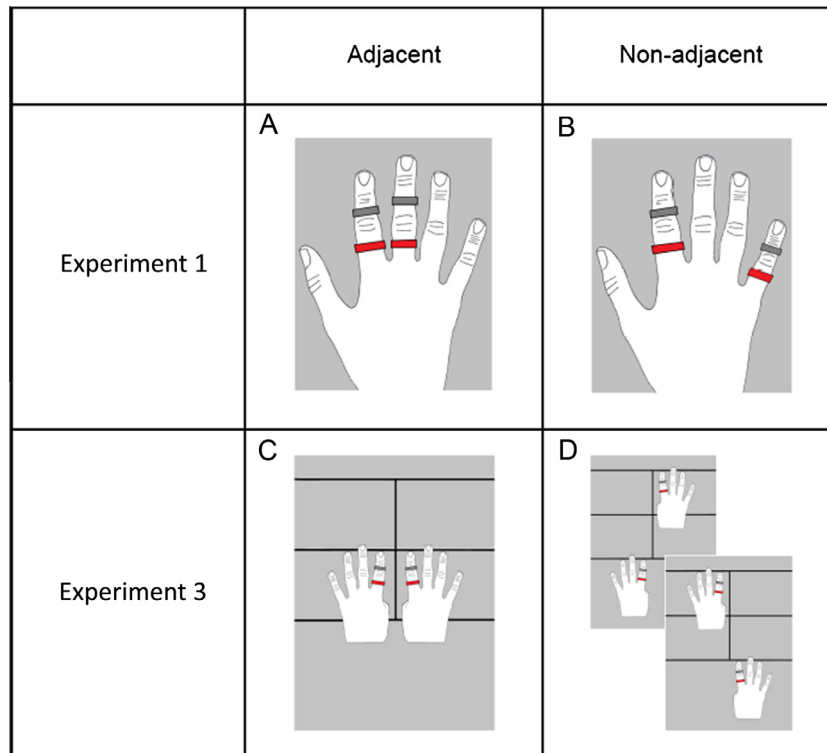 Adjacent
Non-adjacent
Experiment 1
A
B
Experiment 3
C
D